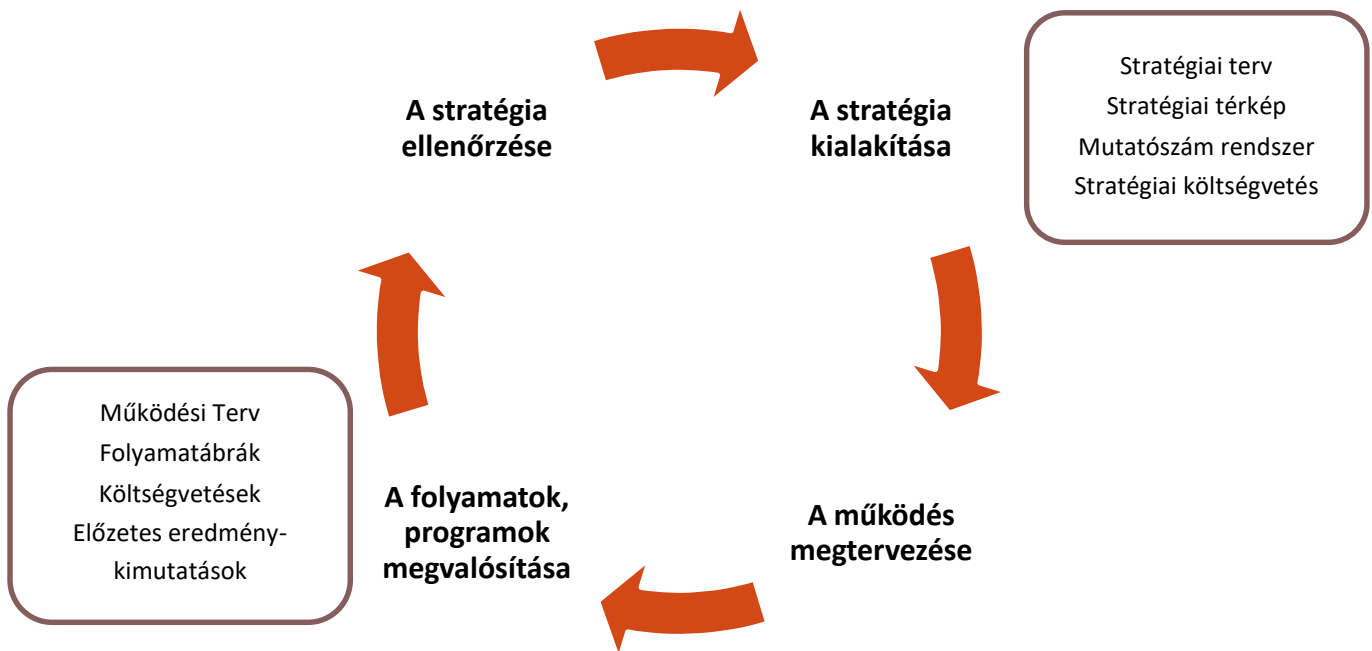 A stratégia
ellenőrzése
A stratégia
kialakítása
Stratégiai terv
Stratégiai térkép
Mutatószám rendszer
Stratégiai költségvetés
A működés
megtervezése
A folyamatok,
programok
megvalósítása
Működési Terv
Folyamatábrák
Költségvetések
Előzetes eredmény-
kimutatások